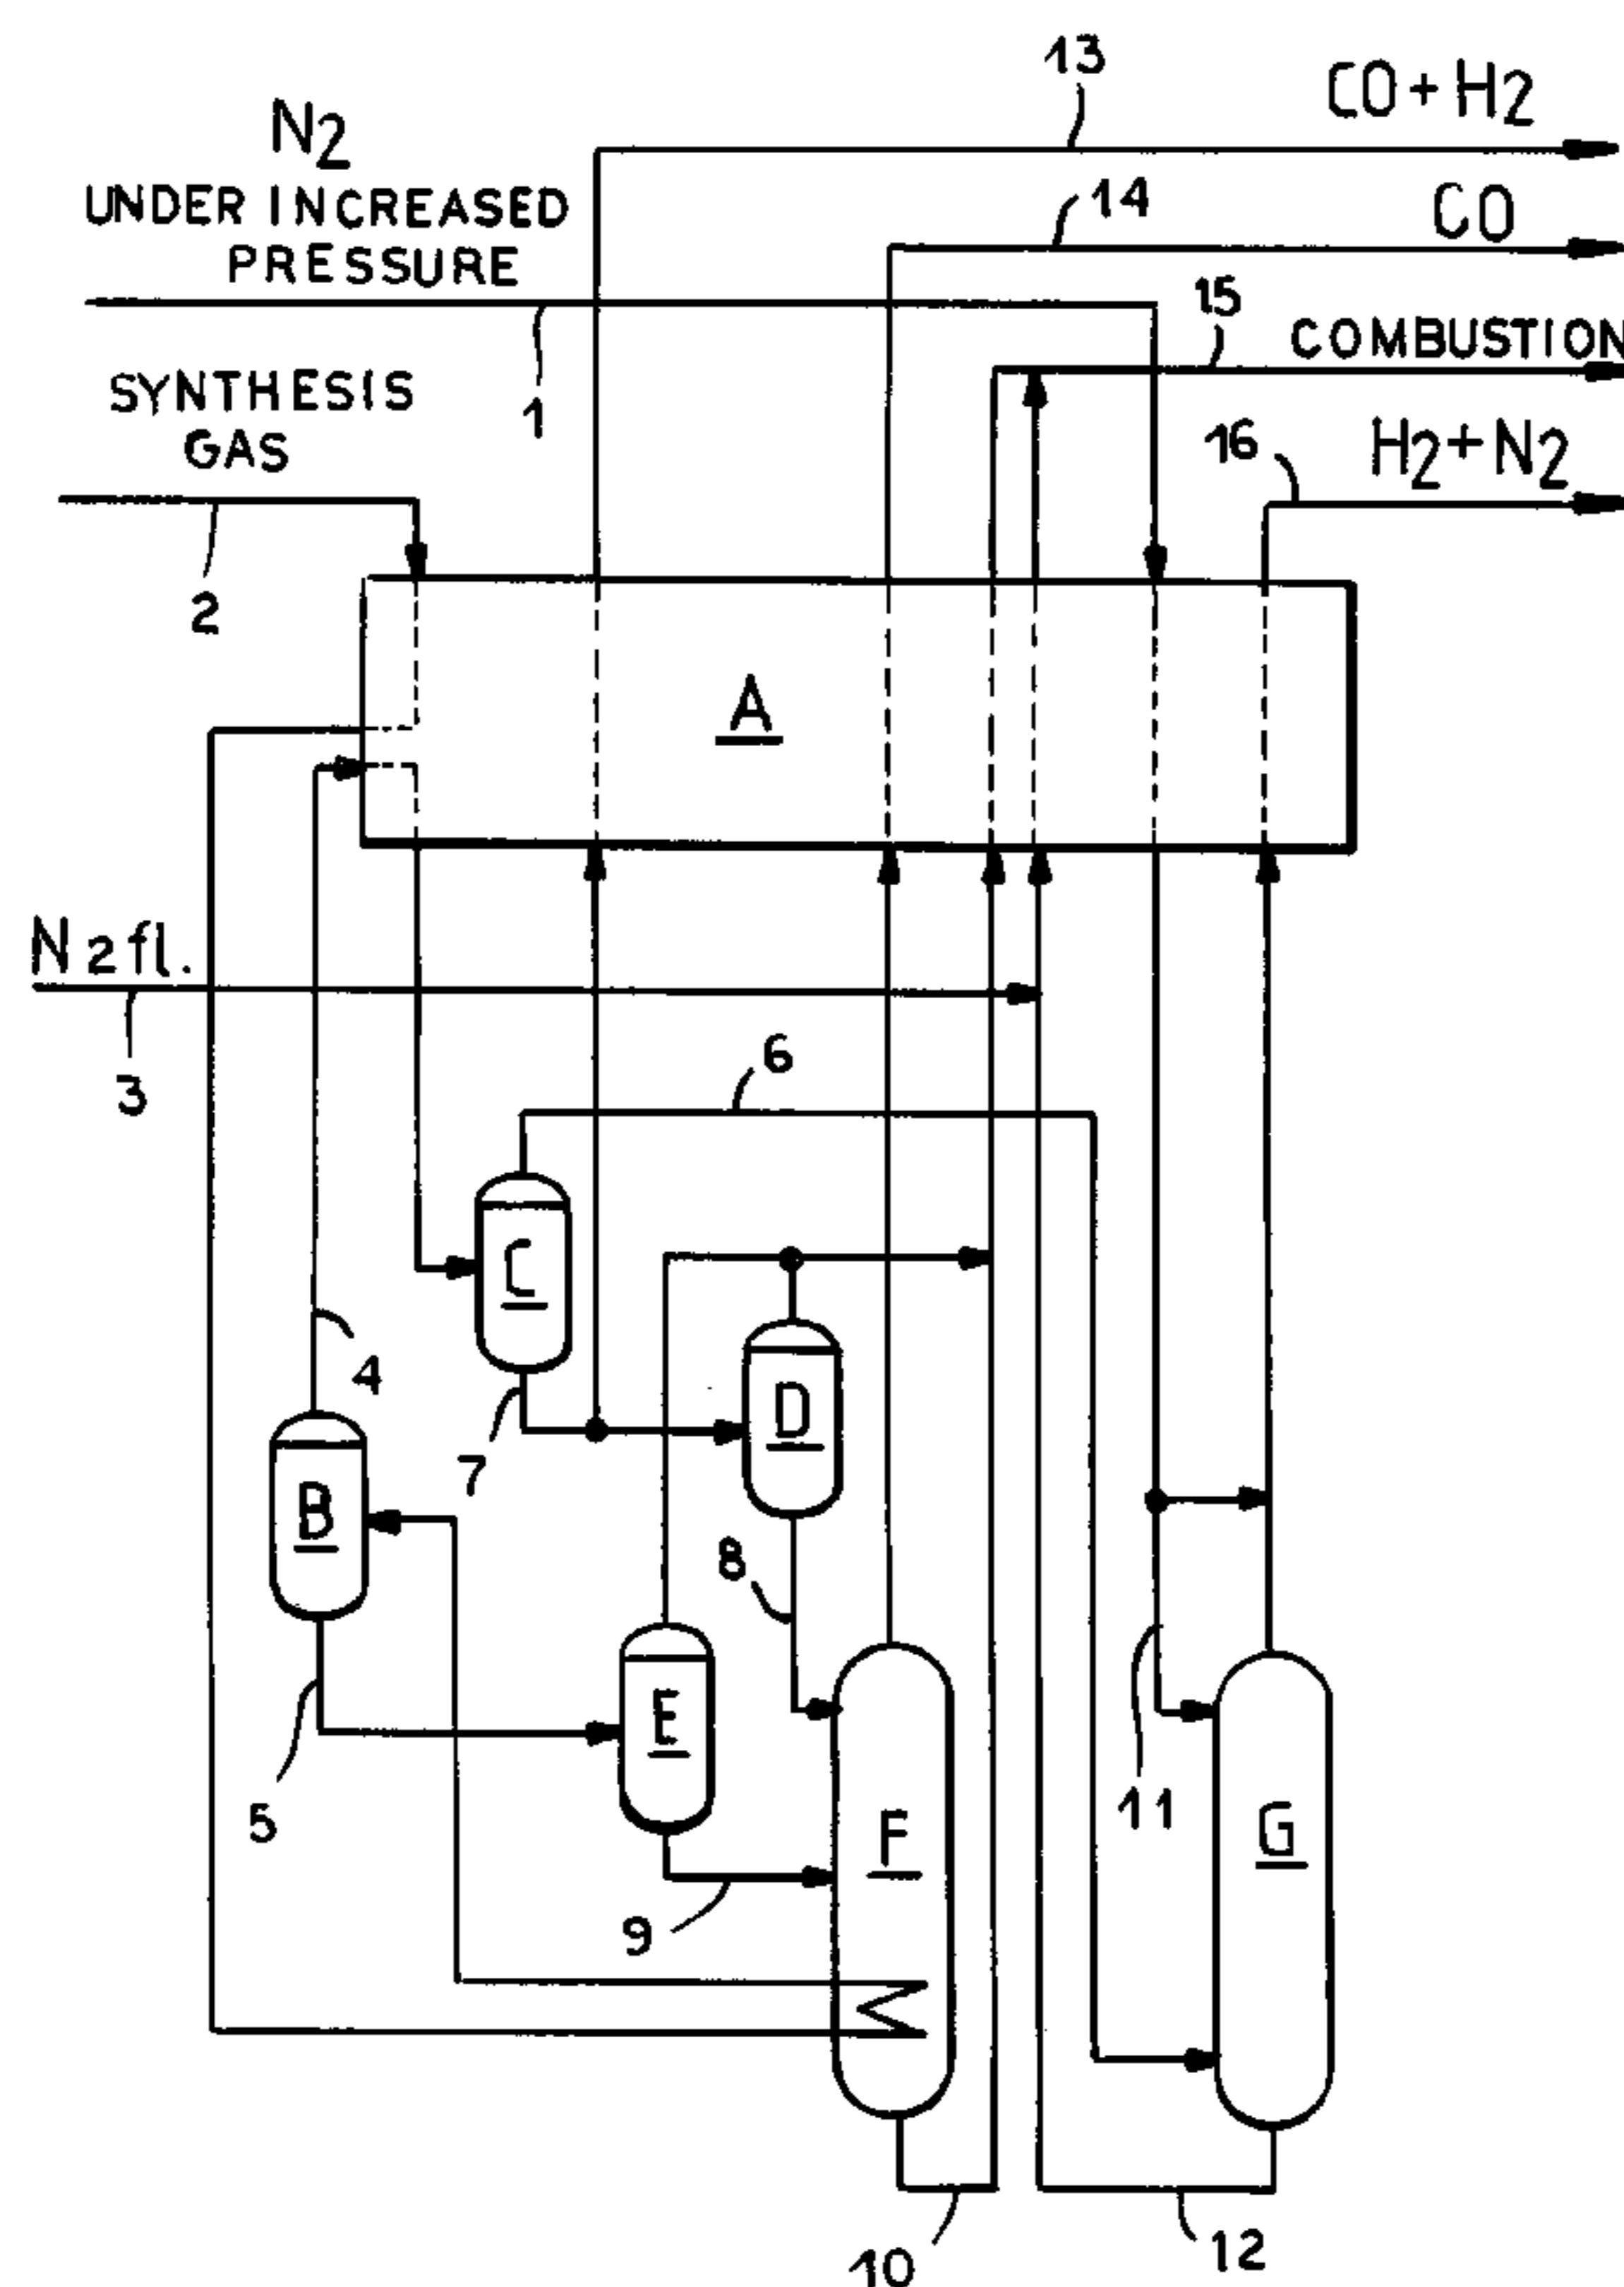 13
CO+H2
N2
UNDER INCREASED
PRESSURE
14
CO
15
COMBUSTION
1
SYNTHESIS
GAS
16
H2+N2
2
A
N2fl.
3
6
C
4
D
7
B
8
E
5
11
F
G
9
10
12